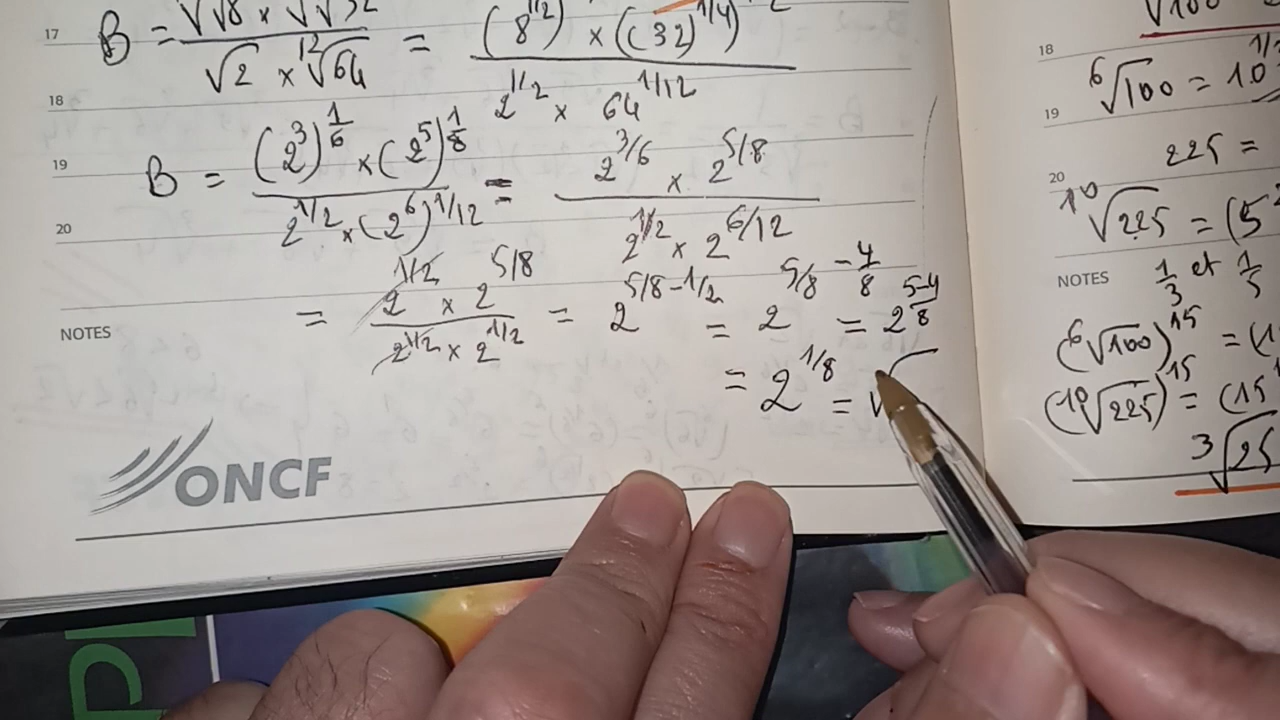 17
B = √√8 × √√√32 / √2 × ¹²√64 = (8^1/2) × ((32)^1/4) / 2^1/2 × 64^1/12
18
19
B = (2³)^1/6 × (2⁵)^1/8 / 2^1/2 × (2⁶)^1/12 = 2^3/6 × 2^5/8 / 2^1/2 × 2^6/12
20
= 2^1/2 × 2^5/8 / 2^1/2 × 2^1/2 = 2^5/8-1/2 = 2^5/8-4/8 = 2^5-4/8
NOTES
= 2^1/8 = √
ONCF
18
⁶√100 = 10^1/
19
225 =
20
¹⁰√225 = (5
NOTES
1/3 et 1/5
(⁶√100)^15 = (1
(¹⁰√225)^15 = (15
³√25